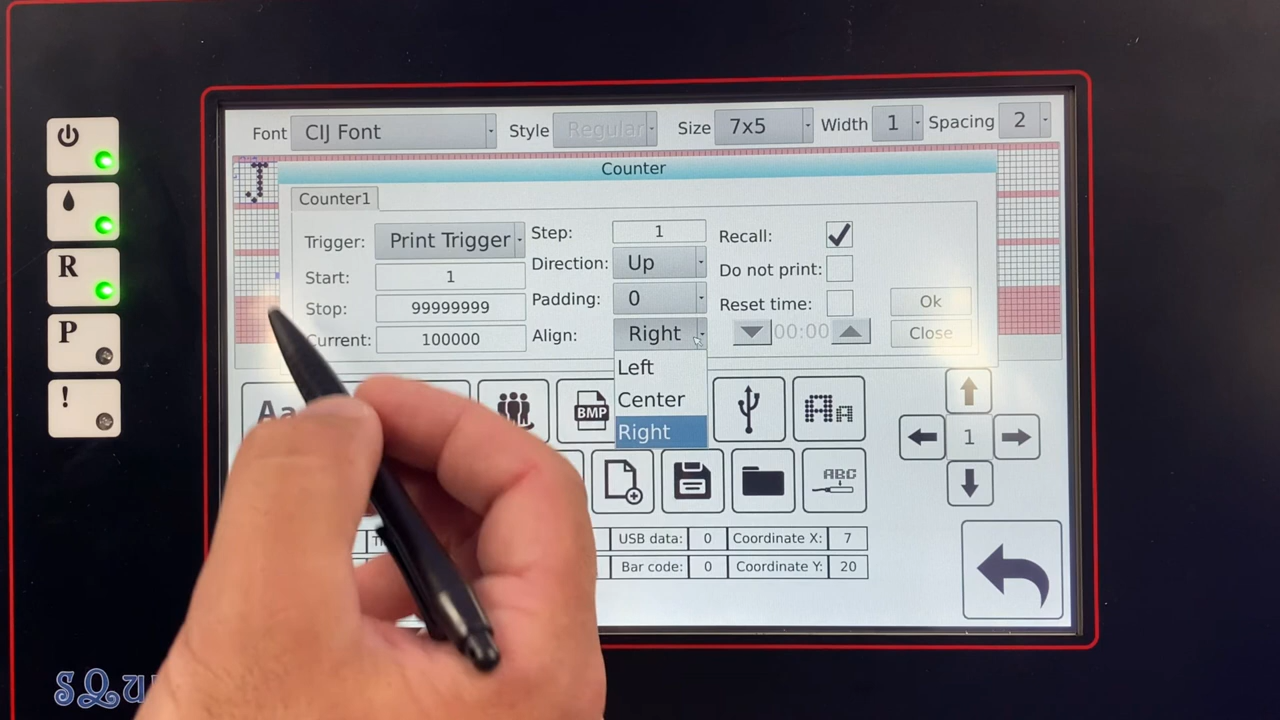 Font CIJ Font Style Regular Size 7x5 Width 1 Spacing 2
J
Counter
Counter1
Trigger: Print Trigger Step: 1 Recall:
Start: 1 Direction: Up Do not print:
Stop: 99999999 Padding: 0 Reset time: Ok
Current: 100000 Align: Right 00:00 Close
Left
Center
Right
Aa BMP Aa
1
ABC
USB data: 0 Coordinate X: 7
Bar code: 0 Coordinate Y: 20
R
P
!